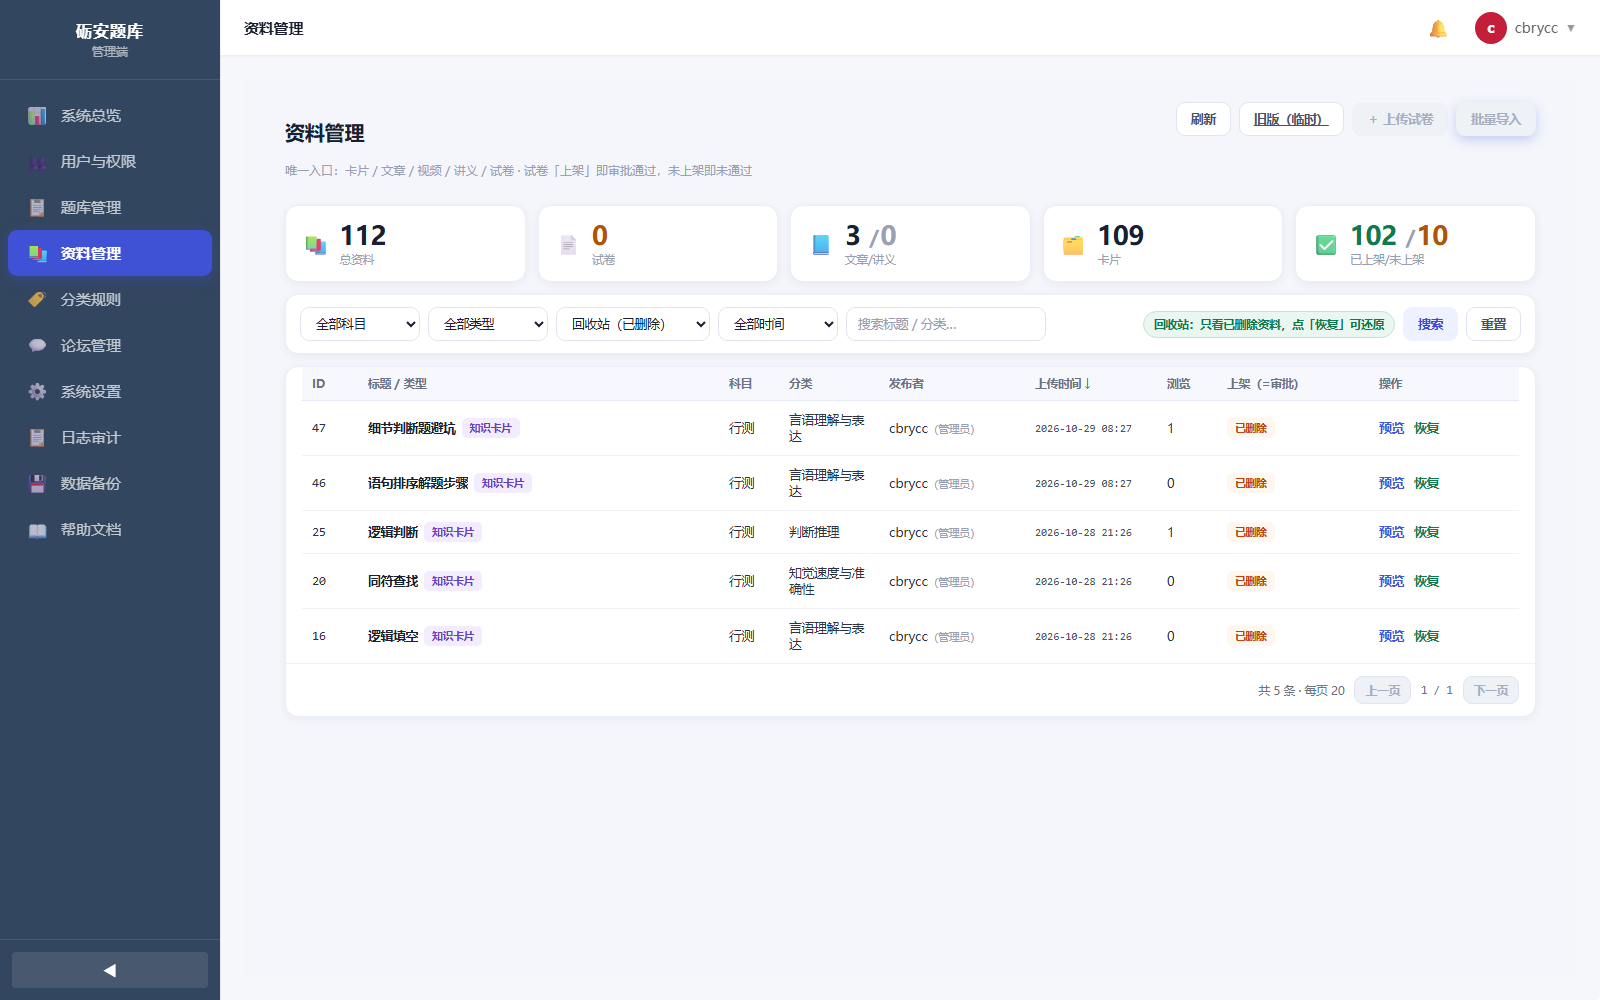 砺安题库
管理端
系统总览
用户与权限
题库管理
资料管理
分类规则
论坛管理
系统设置
日志审计
数据备份
帮助文档
◀
资料管理
c
cbrycc ▼
资料管理
唯一入口：卡片 / 文章 / 视频 / 讲义 / 试卷 · 试卷「上架」即审批通过，未上架即未通过
刷新
旧版（临时）
+ 上传试卷
批量导入
112
总资料
0
试卷
3 /0
文章/讲义
109
卡片
102 /10
已上架/未上架
全部科目
全部类型
回收站（已删除）
全部时间
搜索标题 / 分类...
回收站：只看已删除资料，点「恢复」可还原
搜索
重置
ID 标题 / 类型 科目 分类 发布者 上传时间 ↓ 浏览 上架（=审批） 操作
47 细节判断题避坑 知识卡片 行测 言语理解与表达 cbrycc (管理员) 2026-10-29 08:27 1 已删除 预览 恢复
46 语句排序解题步骤 知识卡片 行测 言语理解与表达 cbrycc (管理员) 2026-10-29 08:27 0 已删除 预览 恢复
25 逻辑判断 知识卡片 行测 判断推理 cbrycc (管理员) 2026-10-28 21:26 1 已删除 预览 恢复
20 同符查找 知识卡片 行测 知觉速度与准确性 cbrycc (管理员) 2026-10-28 21:26 0 已删除 预览 恢复
16 逻辑填空 知识卡片 行测 言语理解与表达 cbrycc (管理员) 2026-10-28 21:26 0 已删除 预览 恢复
共 5 条 · 每页 20 上一页 1 / 1 下一页